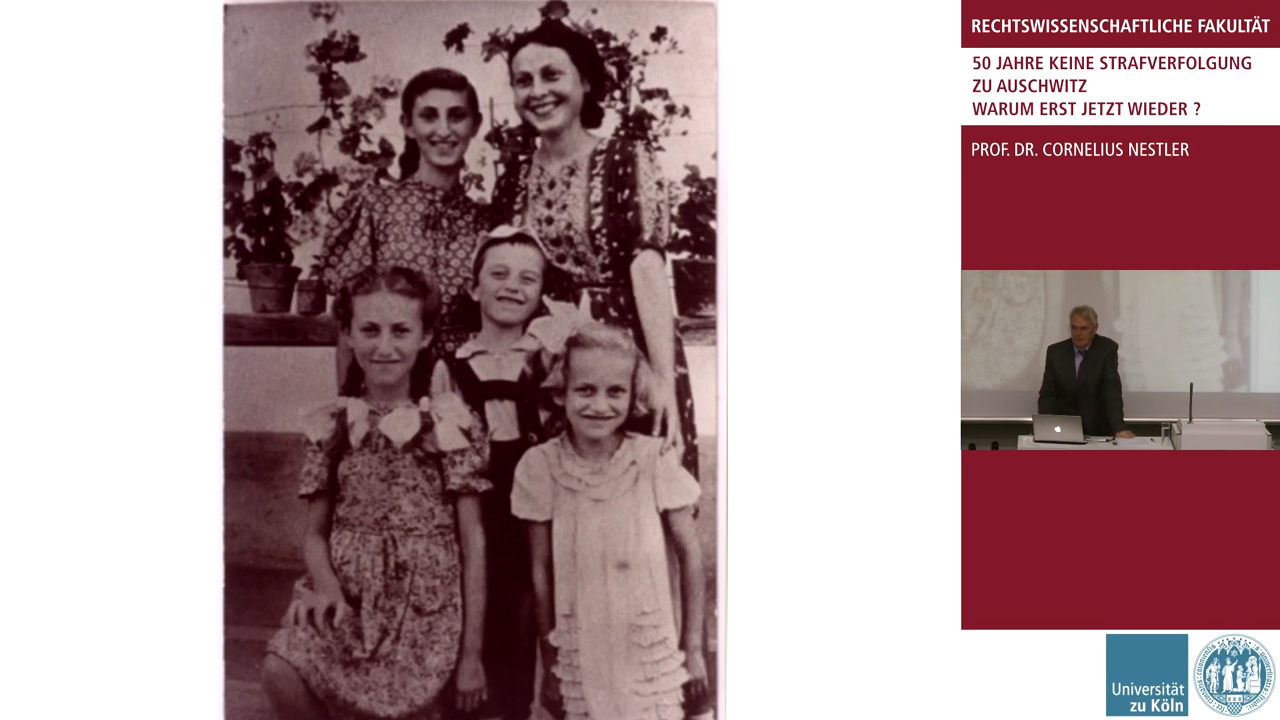 RECHTSWISSENSCHAFTLICHE FAKULTÄT
50 JAHRE KEINE STRAFVERFOLGUNG
ZU AUSCHWITZ
WARUM ERST JETZT WIEDER ?
PROF. DR. CORNELIUS NESTLER
Universität
zu Köln